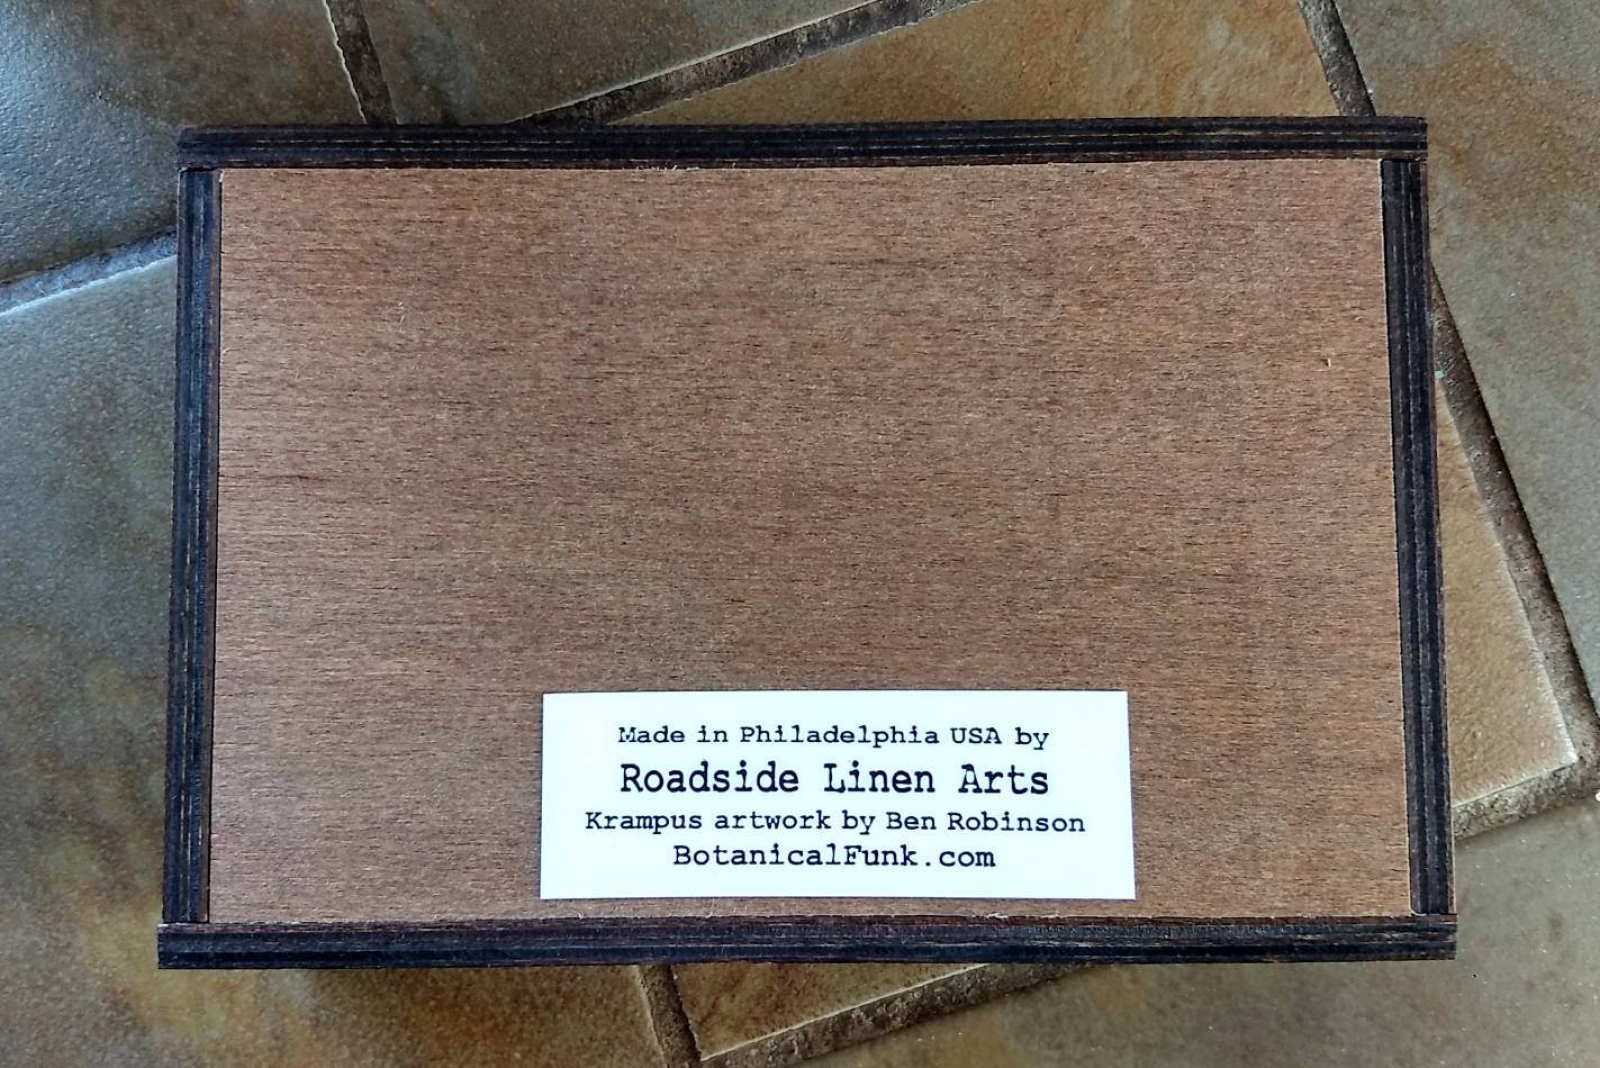 Made in Philadelphia USA by
Roadside Linen Arts
Krampus artwork by Ben Robinson
BotanicalFunk.com